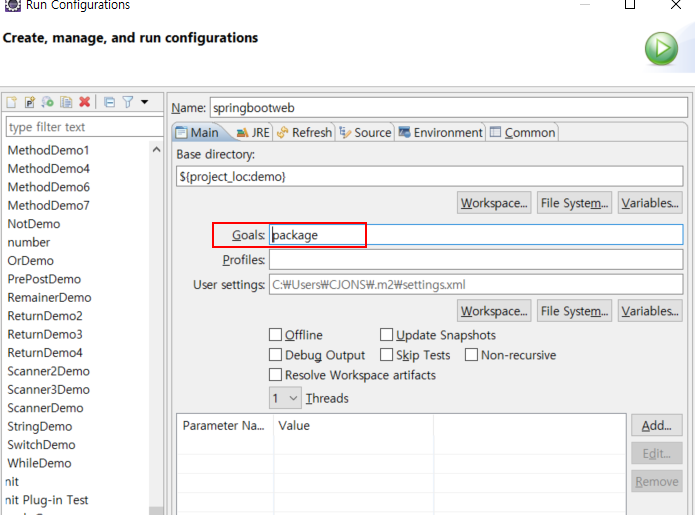 Run Configurations
Create, manage, and run configurations
type filter text
MethodDemo1
MethodDemo4
MethodDemo6
MethodDemo7
NotDemo
number
OrDemo
PrePostDemo
RemainerDemo
ReturnDemo2
ReturnDemo3
ReturnDemo4
Scanner2Demo
Scanner3Demo
ScannerDemo
StringDemo
SwitchDemo
WhileDemo
nit
nit Plug-in Test
Name: springbootweb
Main JRE Refresh Source Environment Common
Base directory:
${project_loc:demo}
Workspace... File System... Variables...
Goals: package
Profiles:
User settings: C:₩Users₩CJONS₩.m2₩settings.xml
Workspace... File System... Variables...
Offline Update Snapshots
Debug Output Skip Tests Non-recursive
Resolve Workspace artifacts
1 Threads
Parameter Na... Value
Add...
Edit...
Remove